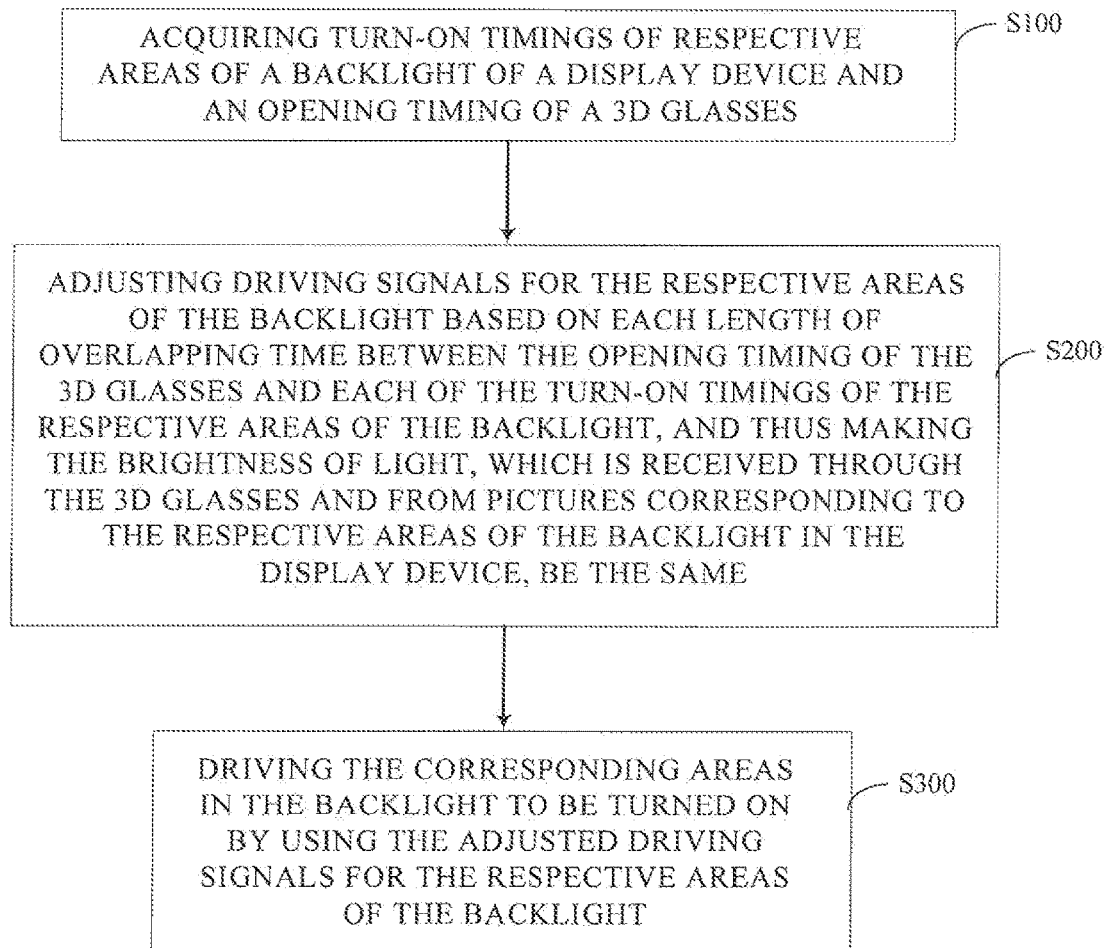 ACQUIRING TURN-ON TIMINGS OF RESPECTIVE
AREAS OF A BACKLIGHT OF A DISPLAY DEVICE AND
AN OPENING TIMING OF A 3D GLASSES
S100
ADJUSTING DRIVING SIGNALS FOR THE RESPECTIVE AREAS
OF THE BACKLIGHT BASED ON EACH LENGTH OF
OVERLAPPING TIME BETWEEN THE OPENING TIMING OF THE
3D GLASSES AND EACH OF THE TURN-ON TIMINGS OF THE
RESPECTIVE AREAS OF THE BACKLIGHT, AND THUS MAKING
THE BRIGHTNESS OF LIGHT, WHICH IS RECEIVED THROUGH
THE 3D GLASSES AND FROM PICTURES CORRESPONDING TO
THE RESPECTIVE AREAS OF THE BACKLIGHT IN THE
DISPLAY DEVICE, BE THE SAME
S200
DRIVING THE CORRESPONDING AREAS
IN THE BACKLIGHT TO BE TURNED ON
BY USING THE ADJUSTED DRIVING
SIGNALS FOR THE RESPECTIVE AREAS
OF THE BACKLIGHT
S300